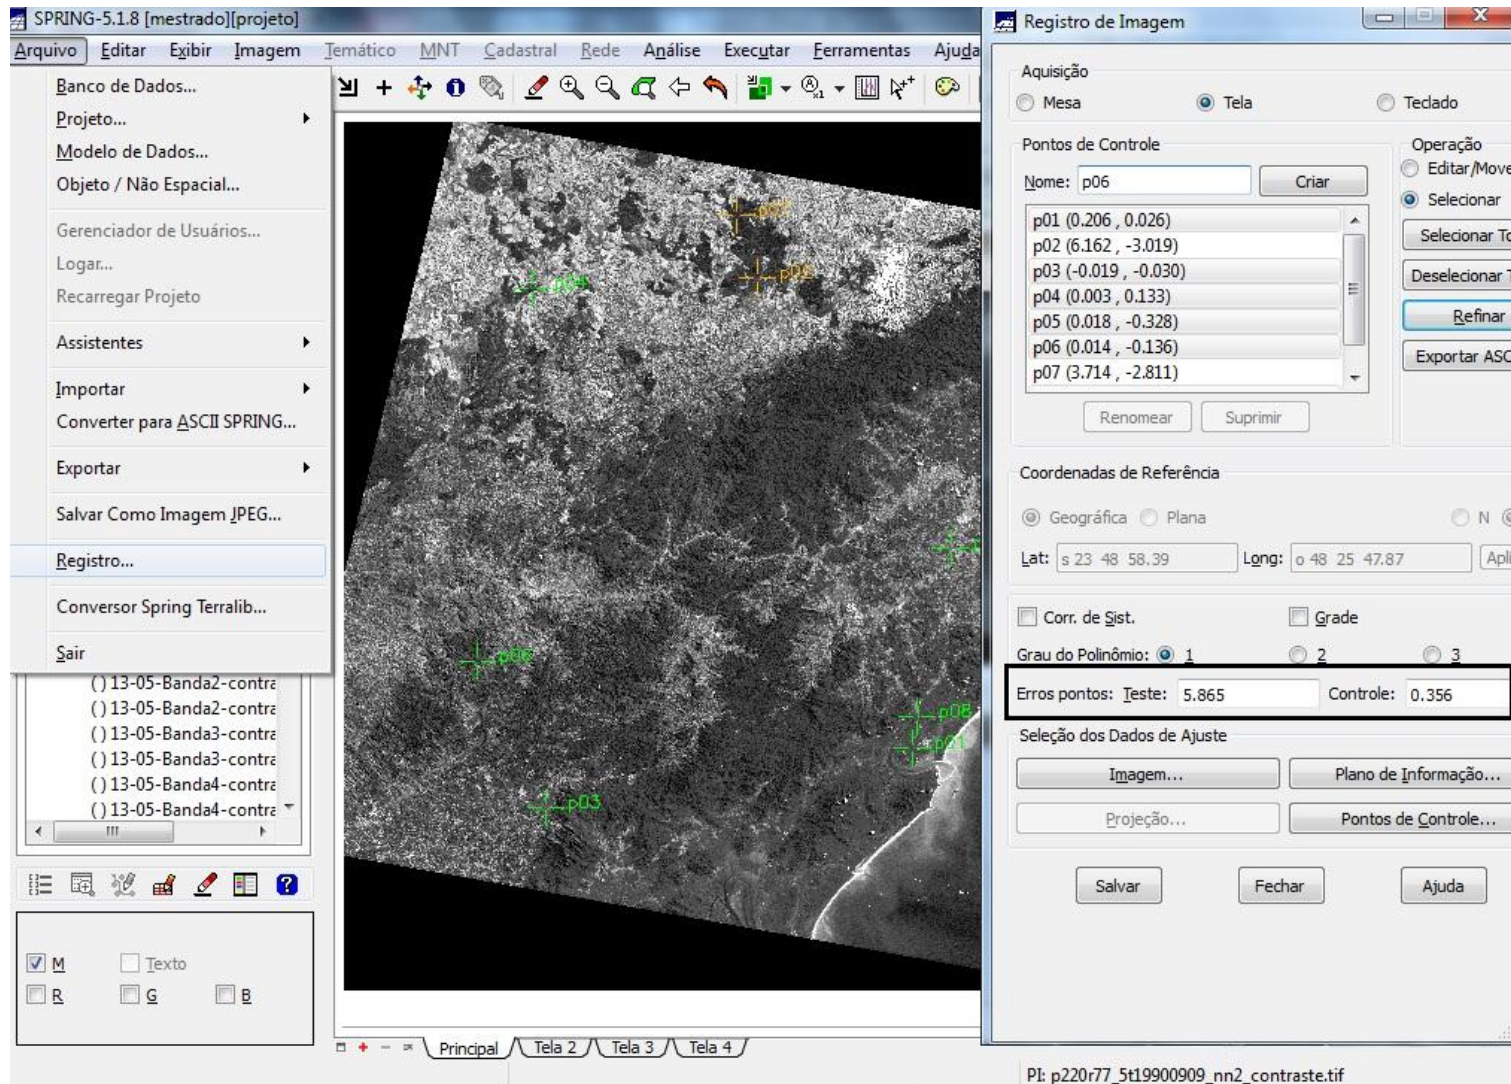 SPRING-5.1.8 [mestrado][projeto]
Arquivo Editar Exibir Imagem Temático MNT Cadastral Rede Análise Executar Ferramentas Ajuda
Banco de Dados...
Projeto...
Modelo de Dados...
Objeto / Não Espacial...
Gerenciador de Usuários...
Logar...
Recarregar Projeto
Assistentes
Importar
Converter para ASCII SPRING...
Exportar
Salvar Como Imagem JPEG...
Registro...
Conversor Spring Terralib...
Sair
() 13-05-Banda2-contra
() 13-05-Banda2-contra
() 13-05-Banda3-contra
() 13-05-Banda3-contra
() 13-05-Banda4-contra
() 13-05-Banda4-contra
M Texto
R G B
p04
p06
p03
p08
p01
Principal Tela 2 Tela 3 Tela 4
Registro de Imagem
Aquisição
Mesa Tela Teclado
Pontos de Controle
Nome: p06 Criar
p01 (0.206 , 0.026)
p02 (6.162 , -3.019)
p03 (-0.019 , -0.030)
p04 (0.003 , 0.133)
p05 (0.018 , -0.328)
p06 (0.014 , -0.136)
p07 (3.714 , -2.811)
Renomear Suprimir
Operação
Editar/Move
Selecionar
Selecionar To
Deselecionar T
Refinar
Exportar ASC
Coordenadas de Referência
Geográfica Plana N
Lat: s 23 48 58.39 Long: o 48 25 47.87 Apli
Corr. de Sist. Grade
Grau do Polinômio: 1 2 3
Erros pontos: Teste: 5.865 Controle: 0.356
Seleção dos Dados de Ajuste
Imagem... Plano de Informação...
Projeção... Pontos de Controle...
Salvar Fechar Ajuda
PI: p220r77_5t19900909_nn2_contraste.tif